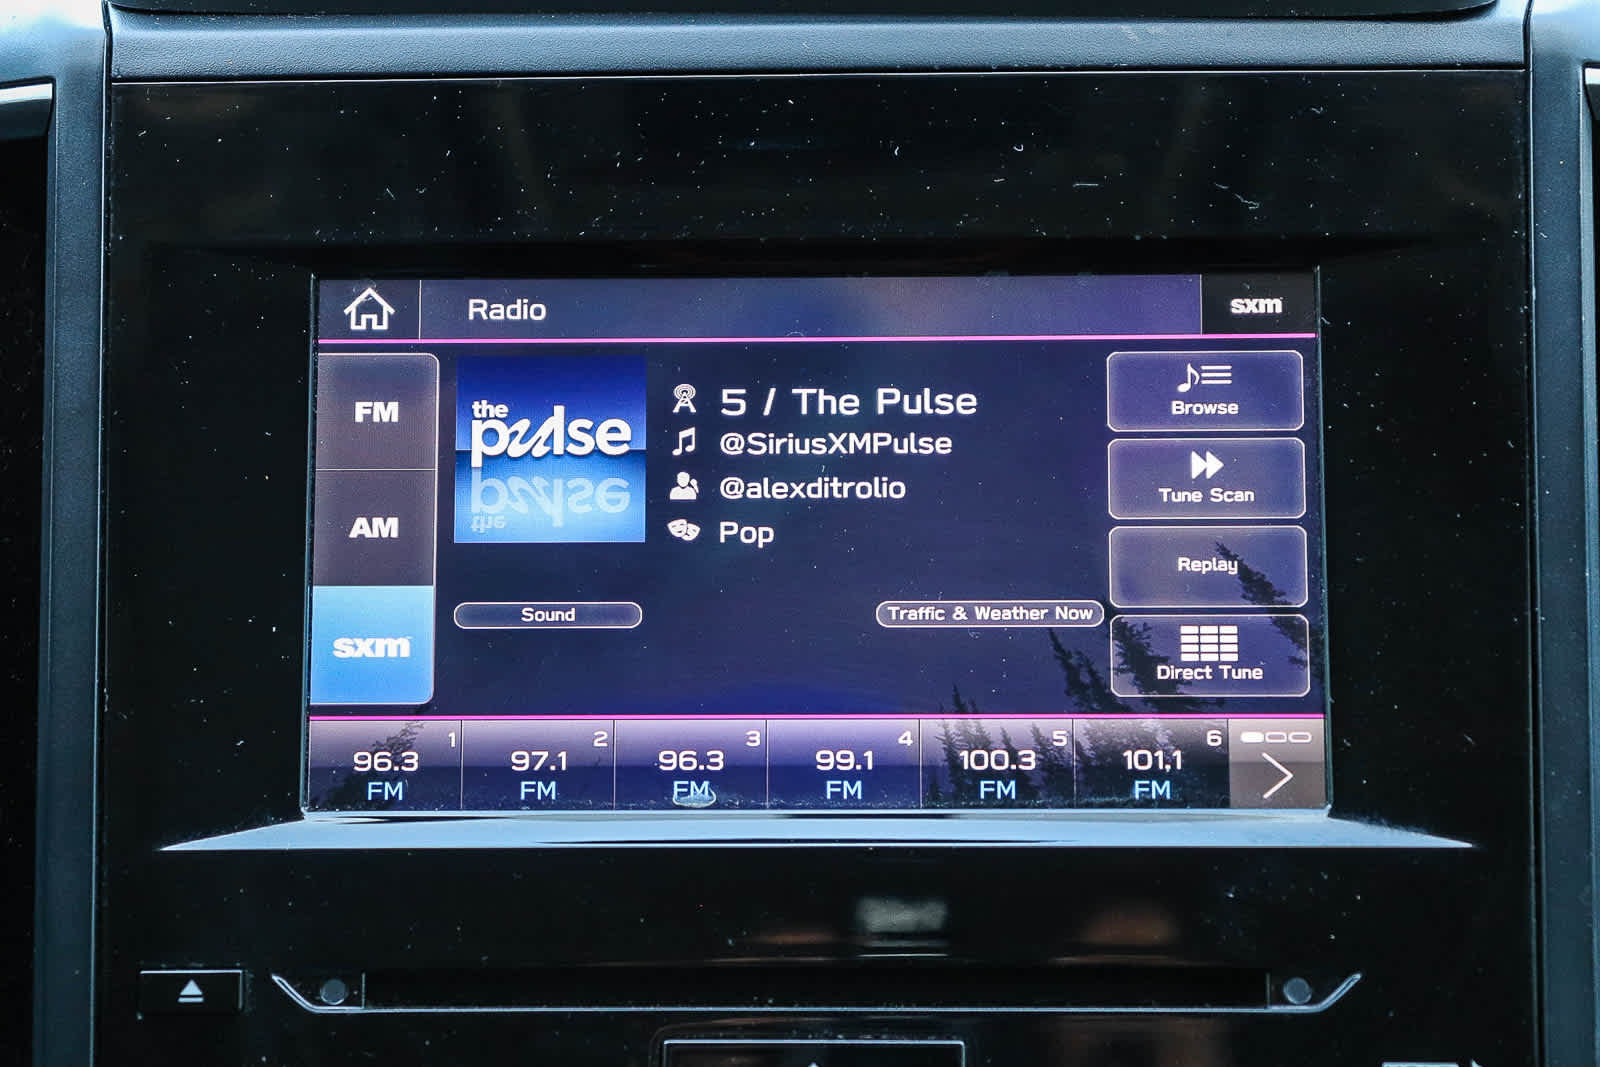 Radio
sxm
FM
AM
sxm
the
pulse
5 / The Pulse
@SiriusXMPulse
@alexditrolio
Pop
Sound
Traffic & Weather Now
Browse
Tune Scan
Replay
Direct Tune
1
96.3
FM
2
97.1
FM
3
96.3
FM
4
99.1
FM
5
100.3
FM
6
101.1
FM